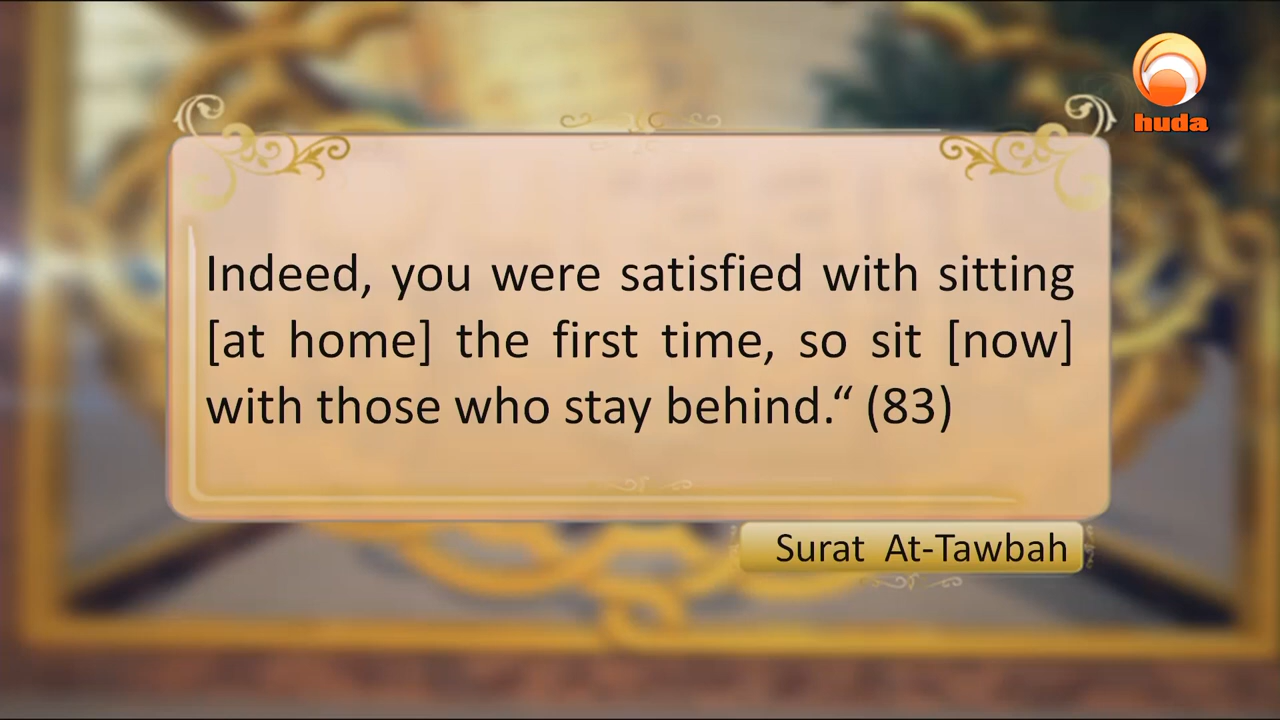 huda
Indeed, you were satisfied with sitting
[at home] the first time, so sit [now]
with those who stay behind.“ (83)
Surat At-Tawbah